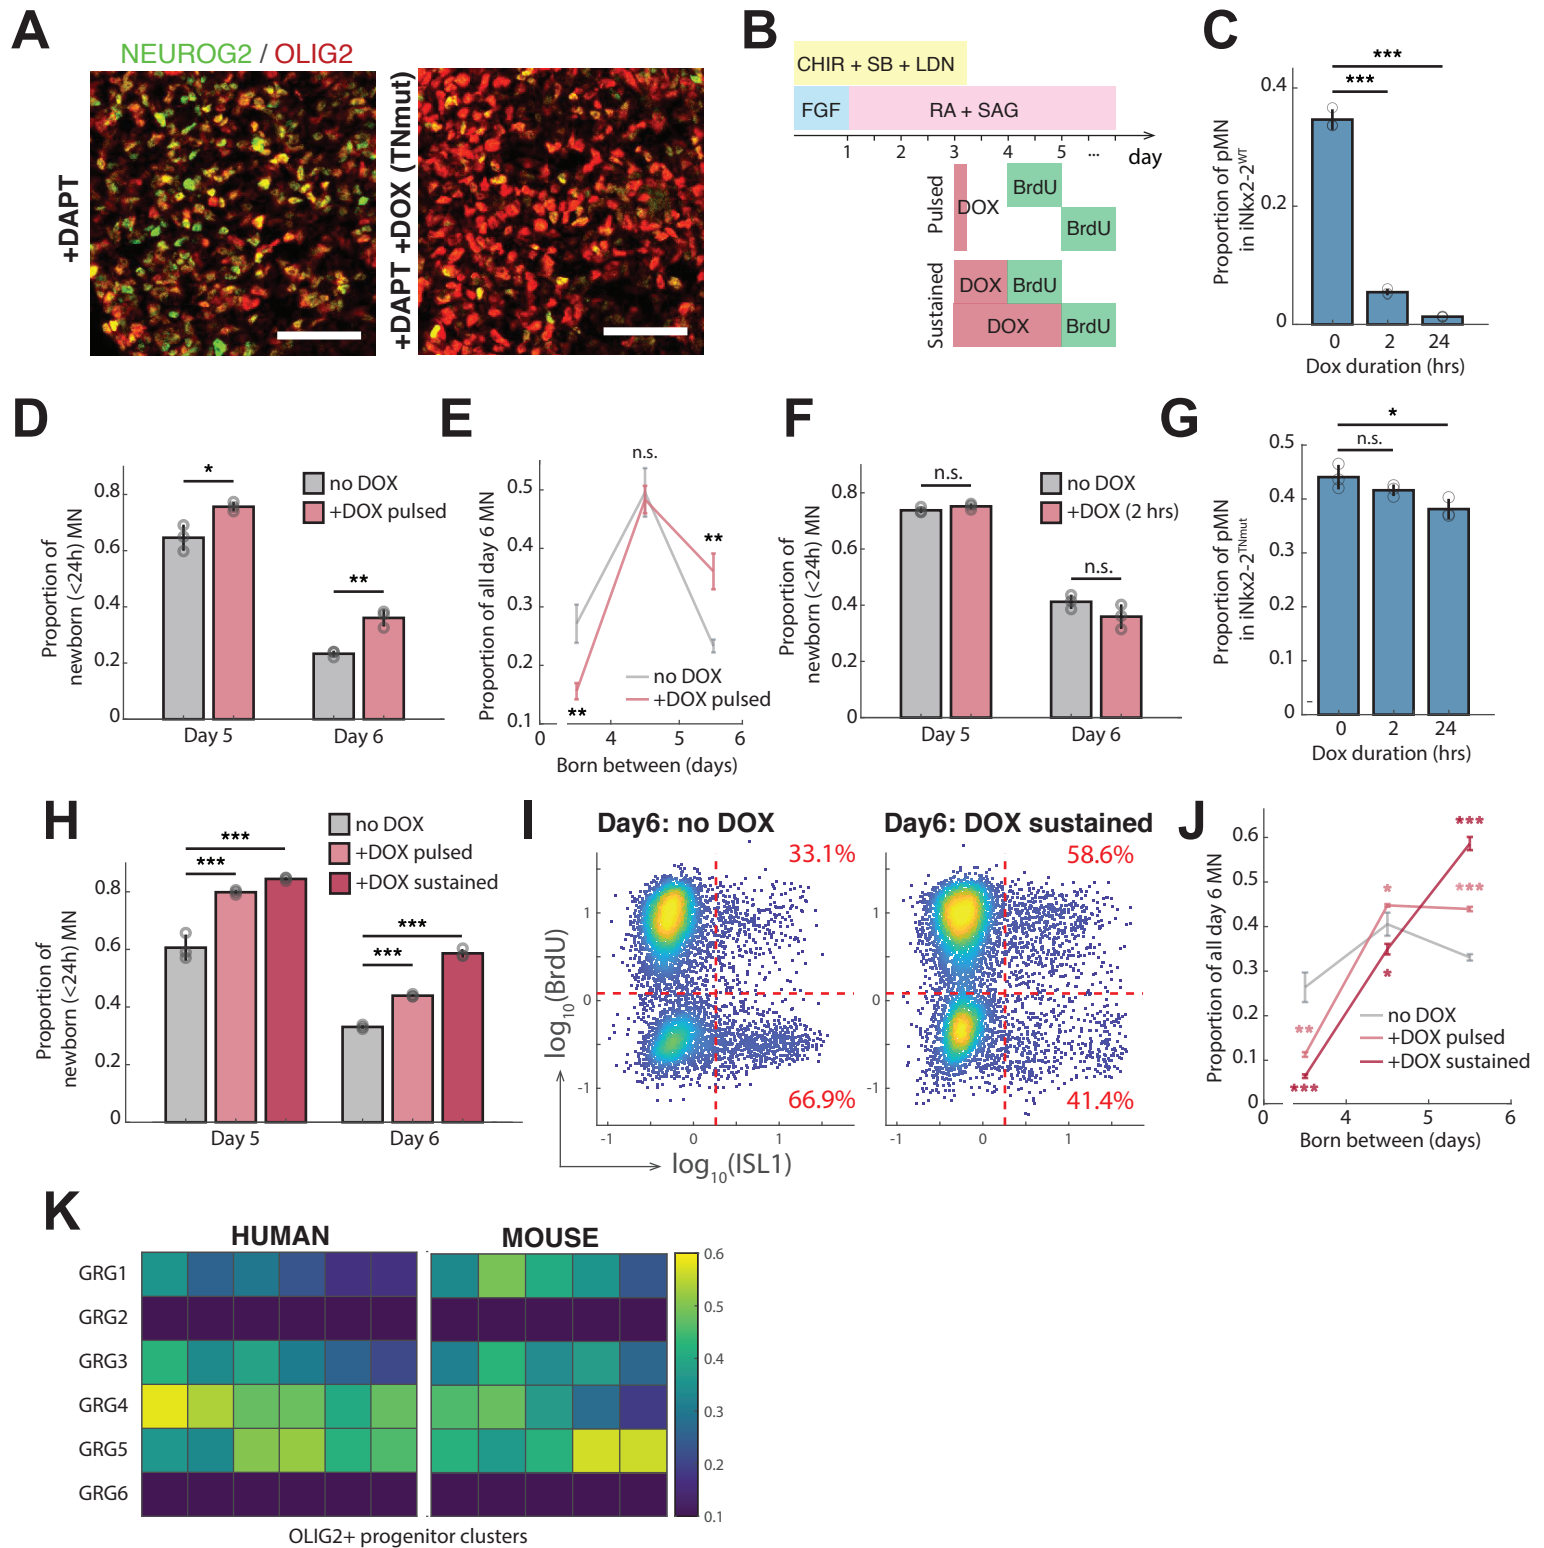 A
NEUROG2 / OLIG2
+DAPT
+DAPT +DOX (TNmut)
B
CHIR + SB + LDN
FGF
RA + SAG
1 2 3 4 5 ... day
Pulsed
DOX
BrdU
BrdU
Sustained
DOX
BrdU
DOX
BrdU
C
***
***
0.4
0.2
0
Proportion of pMN
in iNkx2-2WT
0 2 24
Dox duration (hrs)
D
*
**
no DOX
+DOX pulsed
0.8
0.6
0.4
0.2
0
Proportion of
newborn (<24h) MN
Day 5 Day 6
E
n.s.
**
**
0.5
0.4
0.3
0.2
0.1
Proportion of all day 6 MN
no DOX
+DOX pulsed
0 4 5 6
Born between (days)
F
n.s.
n.s.
no DOX
+DOX (2 hrs)
0.8
0.6
0.4
0.2
0
Proportion of
newborn (<24h) MN
Day 5 Day 6
G
*
n.s.
0.5
0.4
0.3
0.2
0.1
0
Proportion of pMN
in iNkx2-2TNmut
0 2 24
Dox duration (hrs)
H
***
***
***
***
no DOX
+DOX pulsed
+DOX sustained
0.8
0.6
0.4
0.2
0
Proportion of
newborn (<24h) MN
Day 5 Day 6
I
Day6: no DOX
33.1%
66.9%
1
0
-1
-1 0 1
log10(BrdU)
log10(ISL1)
Day6: DOX sustained
58.6%
41.4%
1
0
-1
-1 0 1
J
***
***
*
*
**
***
0.6
0.5
0.4
0.3
0.2
0.1
0
Proportion of all day 6 MN
no DOX
+DOX pulsed
+DOX sustained
0 4 5 6
Born between (days)
K
HUMAN
MOUSE
GRG1
GRG2
GRG3
GRG4
GRG5
GRG6
0.6
0.5
0.4
0.3
0.2
0.1
OLIG2+ progenitor clusters